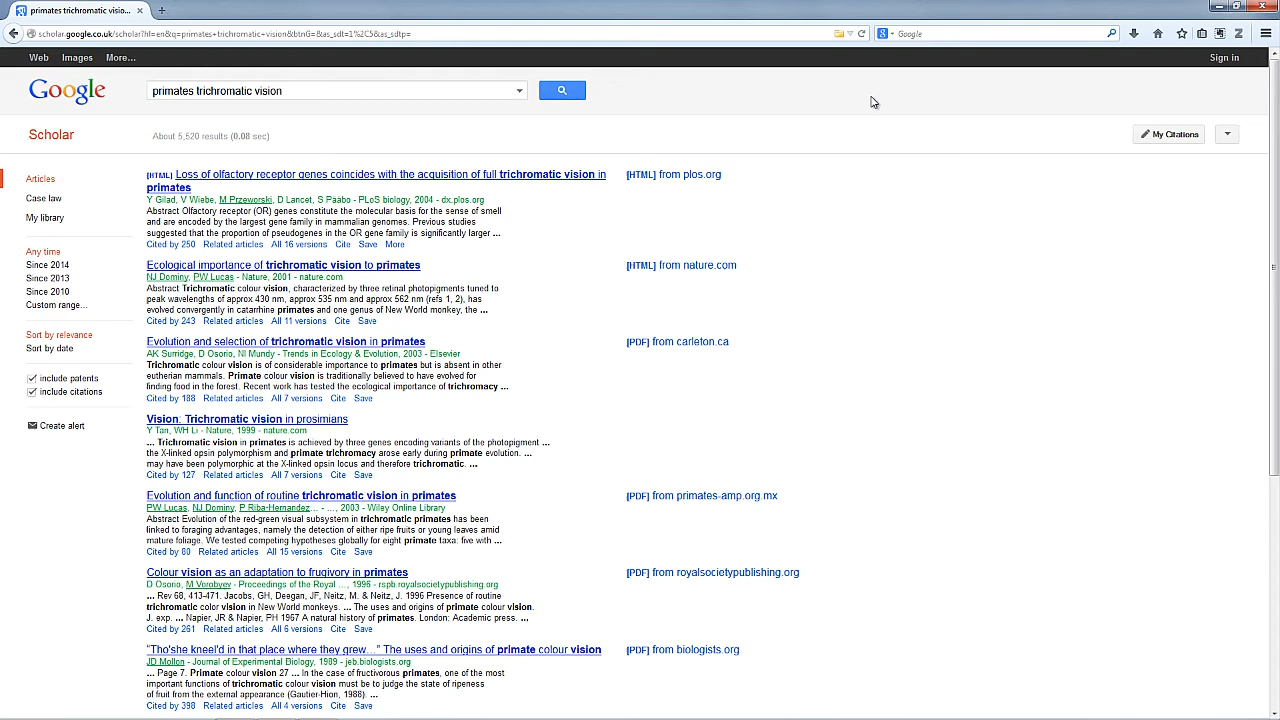 primates trichromatic visio...
scholar.google.co.uk/scholar?hl=en&q=primates+trichromatic+vision&btnG=&as_sdt=1%2C5&as_sdtp=
Google
Web Images More... Sign in
Google primates trichromatic vision
Scholar About 5,520 results (0.08 sec) My Citations
Articles
Case law
My library
Any time
Since 2014
Since 2013
Since 2010
Custom range...
Sort by relevance
Sort by date
include patents
include citations
Create alert
[HTML] Loss of olfactory receptor genes coincides with the acquisition of full trichromatic vision in
primates
[HTML] from plos.org
Y Gilad, V Wiebe, M Przeworski, D Lancet, S Pääbo - PLoS biology, 2004 - dx.plos.org
Abstract Olfactory receptor (OR) genes constitute the molecular basis for the sense of smell
and are encoded by the largest gene family in mammalian genomes. Previous studies
suggested that the proportion of pseudogenes in the OR gene family is significantly larger ...
Cited by 250 Related articles All 16 versions Cite Save More
Ecological importance of trichromatic vision to primates
[HTML] from nature.com
NJ Dominy, PW Lucas - Nature, 2001 - nature.com
Abstract Trichromatic colour vision, characterized by three retinal photopigments tuned to
peak wavelengths of approx 430 nm, approx 535 nm and approx 562 nm (refs 1, 2), has
evolved convergently in catarrhine primates and one genus of New World monkey, the ...
Cited by 243 Related articles All 11 versions Cite Save
Evolution and selection of trichromatic vision in primates
[PDF] from carleton.ca
AK Surridge, D Osorio, NI Mundy - Trends in Ecology & Evolution, 2003 - Elsevier
Trichromatic colour vision is of considerable importance to primates but is absent in other
eutherian mammals. Primate colour vision is traditionally believed to have evolved for
finding food in the forest. Recent work has tested the ecological importance of trichromacy ...
Cited by 188 Related articles All 7 versions Cite Save
Vision: Trichromatic vision in prosimians
Y Tan, WH Li - Nature, 1999 - nature.com
... Trichromatic vision in primates is achieved by three genes encoding variants of the photopigment ...
the X-linked opsin polymorphism and primate trichromacy arose early during primate evolution. ...
may have been polymorphic at the X-linked opsin locus and therefore trichromatic. ...
Cited by 127 Related articles All 7 versions Cite Save
Evolution and function of routine trichromatic vision in primates
[PDF] from primates-amp.org.mx
PW Lucas, NJ Dominy, P Riba-Hernandez... - ..., 2003 - Wiley Online Library
Abstract Evolution of the red-green visual subsystem in trichromatic primates has been
linked to foraging advantages, namely the detection of either ripe fruits or young leaves amid
mature foliage. We tested competing hypotheses globally for eight primate taxa: five with ...
Cited by 80 Related articles All 15 versions Cite Save
Colour vision as an adaptation to frugivory in primates
[PDF] from royalsocietypublishing.org
D Osorio, M Vorobyev - Proceedings of the Royal ..., 1996 - rspb.royalsocietypublishing.org
... Rev 68, 413-471. Jacobs, GH, Deegan, JF, Neitz, M. & Neitz, J. 1996 Presence of routine
trichromatic color vision in New World monkeys. ... The uses and origins of primate colour vision.
J. exp. ... Napier, JR & Napier, PH 1967 A natural history of primates. London: Academic press. ...
Cited by 261 Related articles All 6 versions Cite Save
"Tho'she kneel'd in that place where they grew…" The uses and origins of primate colour vision
[PDF] from biologists.org
JD Mollon - Journal of Experimental Biology, 1989 - jeb.biologists.org
... Page 7. Primate colour vision 27 ... In the case of fructivorous primates, one of the most
important functions of trichromatic colour vision must be to judge the state of ripeness
of fruit from the external appearance (Gautier-Hion, 1988). ...
Cited by 398 Related articles All 4 versions Cite Save